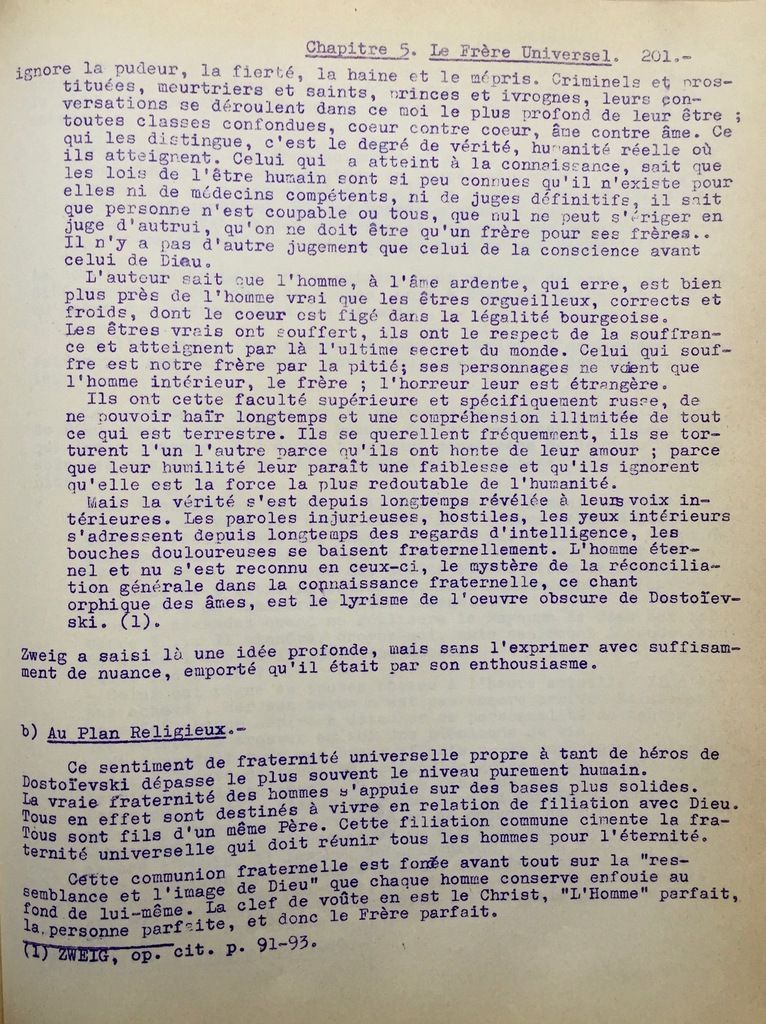 Chapitre 5. Le Frère Universel. 201.-
ignore la pudeur, la fierté, la haine et le mépris. Criminels et pros-
tituées, meurtriers et saints, princes et ivrognes, leurs con-
versations se déroulent dans ce moi le plus profond de leur être ;
toutes classes confondues, coeur contre coeur, âme contre âme. Ce
qui les distingue, c'est le degré de vérité, humanité réelle où
ils atteignent. Celui qui a atteint à la connaissance, sait que
les lois de l'être humain sont si peu connues qu'il n'existe pour
elles ni de médecins compétents, ni de juges définitifs, il sait
que personne n'est coupable ou tous, que nul ne peut s'ériger en
juge d'autrui, qu'on ne doit être qu'un frère pour ses frères..
Il n'y a pas d'autre jugement que celui de la conscience avant
celui de Dieu.
L'auteur sait que l'homme, à l'âme ardente, qui erre, est bien
plus près de l'homme vrai que les êtres orgueilleux, corrects et
froids, dont le coeur est figé dans la légalité bourgeoise.
Les êtres vrais ont souffert, ils ont le respect de la souffran-
ce et atteignent par là l'ultime secret du monde. Celui qui souf-
fre est notre frère par la pitié; ses personnages ne voient que
l'homme intérieur, le frère ; l'horreur leur est étrangère.
Ils ont cette faculté supérieure et spécifiquement russe, de
ne pouvoir haïr longtemps et une compréhension illimitée de tout
ce qui est terrestre. Ils se querellent fréquemment, ils se tor-
turent l'un l'autre parce qu'ils ont honte de leur amour ; parce
que leur humilité leur paraît une faiblesse et qu'ils ignorent
qu'elle est la force la plus redoutable de l'humanité.
Mais la vérité s'est depuis longtemps révélée à leurs voix in-
térieures. Les paroles injurieuses, hostiles, les yeux intérieurs
s'adressent depuis longtemps des regards d'intelligence, les
bouches douloureuses se baisent fraternellement. L'homme éter-
nel et nu s'est reconnu en ceux-ci, le mystère de la réconcilia-
tion générale dans la connaissance fraternelle, ce chant
orphique des âmes, est le lyrisme de l'oeuvre obscure de Dostoïev-
ski. (1).
Zweig a saisi là une idée profonde, mais sans l'exprimer avec suffisam-
ment de nuance, emporté qu'il était par son enthousiasme.
b) Au Plan Religieux.-
Ce sentiment de fraternité universelle propre à tant de héros de
Dostoïevski dépasse le plus souvent le niveau purement humain.
La vraie fraternité des hommes s'appuie sur des bases plus solides.
Tous en effet sont destinés à vivre en relation de filiation avec Dieu.
Tous sont fils d'un même Père. Cette filiation commune cimente la fra-
ternité universelle qui doit réunir tous les hommes pour l'éternité.
Cette communion fraternelle est fondée avant tout sur la "res-
semblance et l'image de Dieu" que chaque homme conserve enfouie au
fond de lui-même. La clef de voûte en est le Christ, "L'Homme" parfait,
la personne parfaite, et donc le Frère parfait.
(1) ZWEIG, op. cit. p. 91-93.